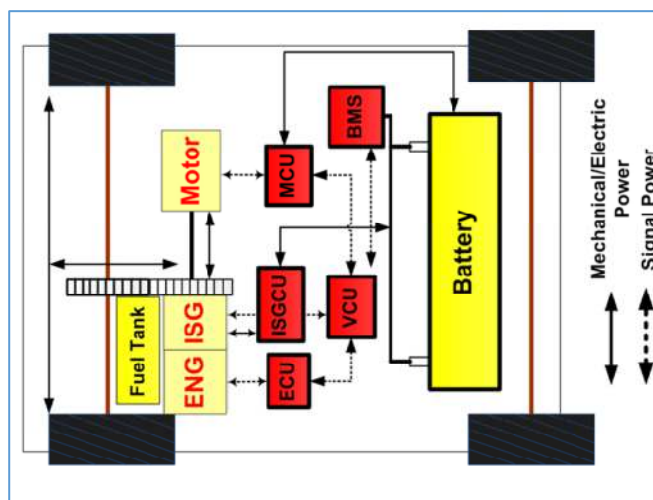 Motor
MCU
BMS
Battery
Fuel Tank
ENG ISG
ISGCU
VCU
ECU
Mechanical/Electric
Power
Signal Power